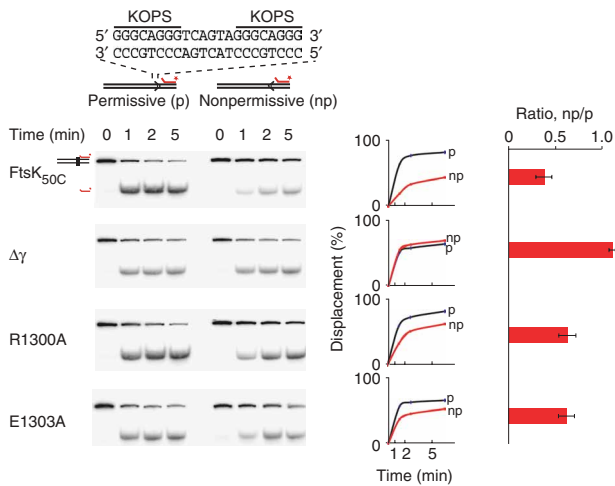 KOPS KOPS
5′ GGGCAGGGTCAGTAGGGCAGGG 3′
3′ CCCGTCCCAGTCATCCCGTCCC 5′
Permissive (p) Nonpermissive (np)
Time (min) 0 1 2 5 0 1 2 5
Ratio, np/p
0 0.5 1.0
FtsK50C
100
p
np
0
Δγ
100
np
p
0
R1300A
100
p
np
0
E1303A
100
p
np
0
Displacement (%)
1 2 5
Time (min)